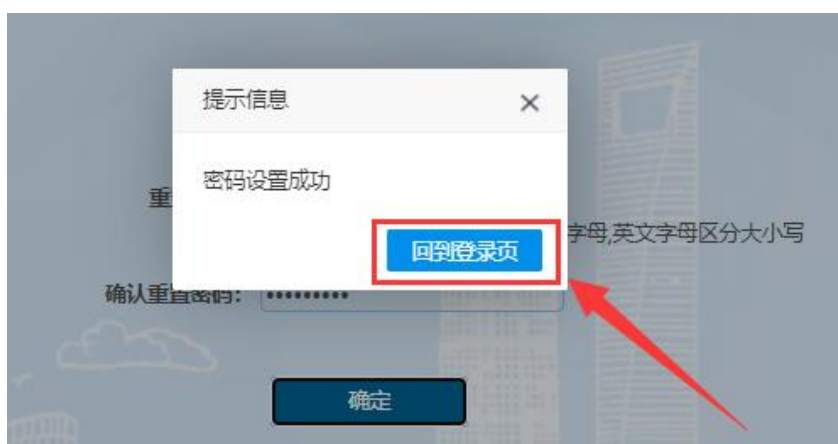 提示信息
密码设置成功
重
回到登录页
字母,英文字母区分大小写
确认重置密码:
确定